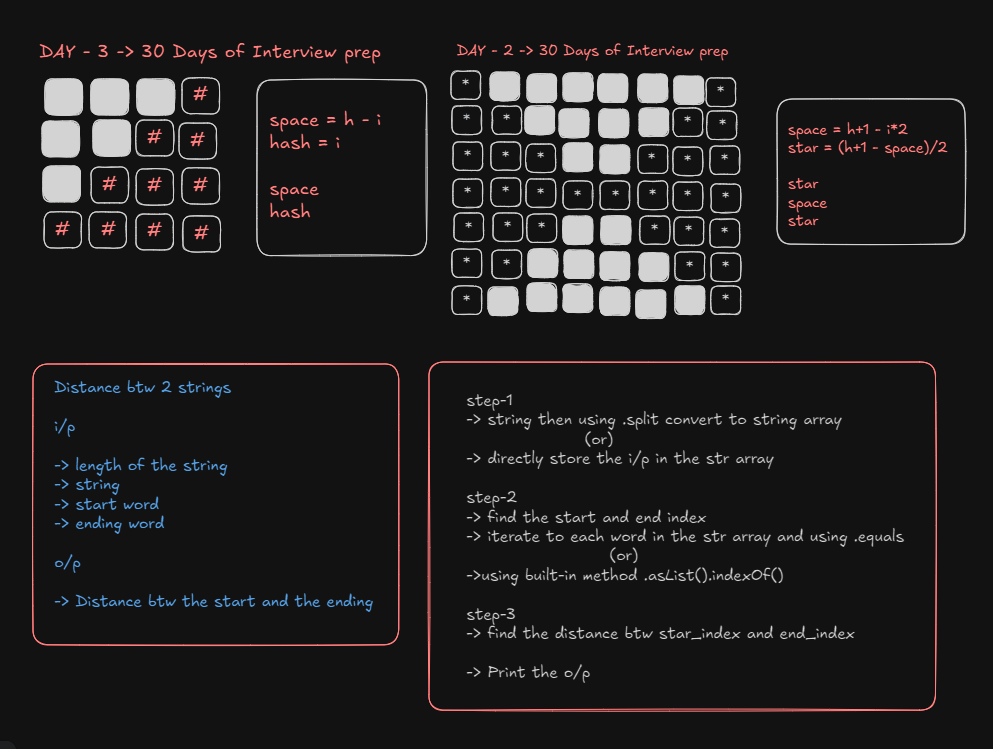 DAY - 3 -> 30 Days of Interview prep
#
# #
# # #
# # # #
space = h - i
hash = i
space
hash
DAY - 2 -> 30 Days of Interview prep
* *
* * * *
* * * * * *
* * * * * * * *
* * * * * *
* * * *
* *
space = h+1 - i*2
star = (h+1 - space)/2
star
space
star
Distance btw 2 strings
i/p
-> length of the string
-> string
-> start word
-> ending word
o/p
-> Distance btw the start and the ending
step-1
-> string then using .split convert to string array
(or)
-> directly store the i/p in the str array
step-2
-> find the start and end index
-> iterate to each word in the str array and using .equals
(or)
->using built-in method .asList().indexOf()
step-3
-> find the distance btw star_index and end_index
-> Print the o/p